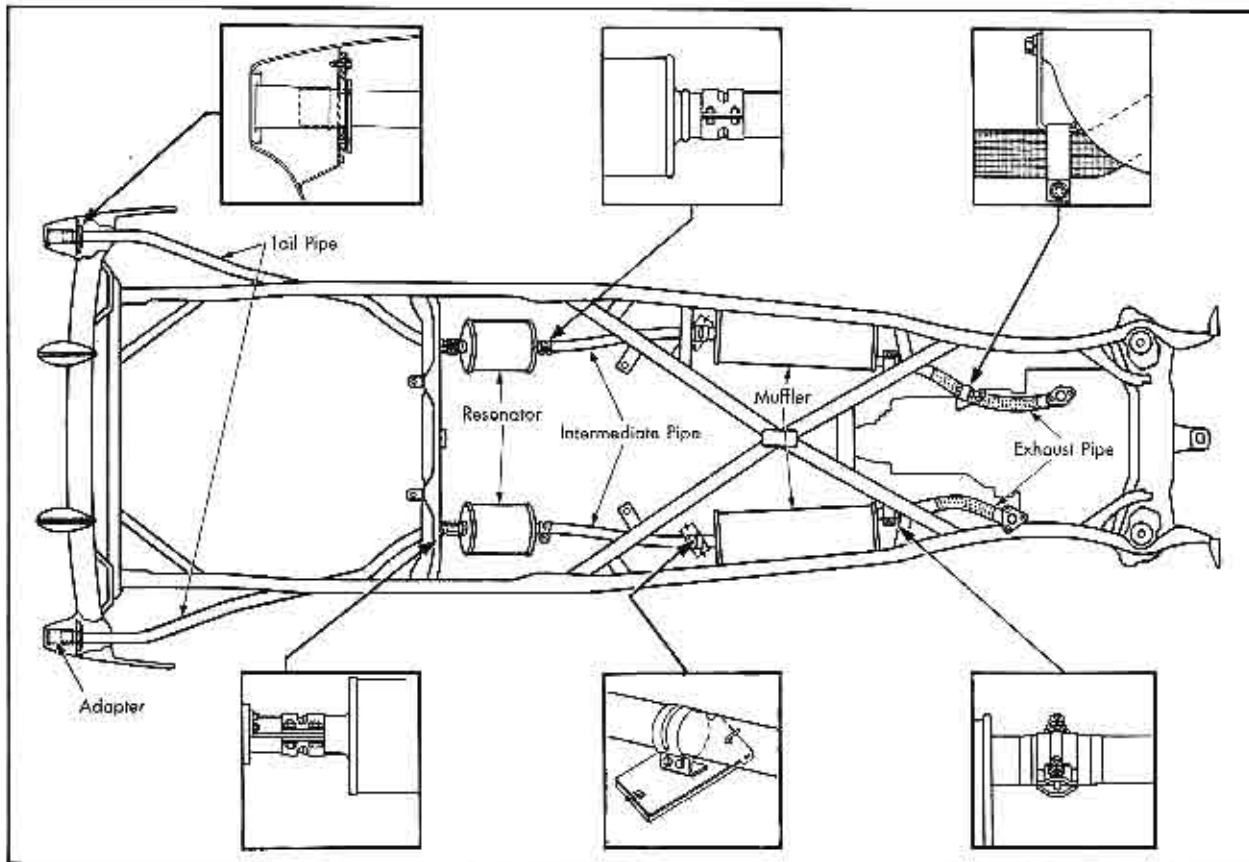 Tail Pipe
Resonator
Intermediate Pipe
Muffler
Exhaust Pipe
Adapter